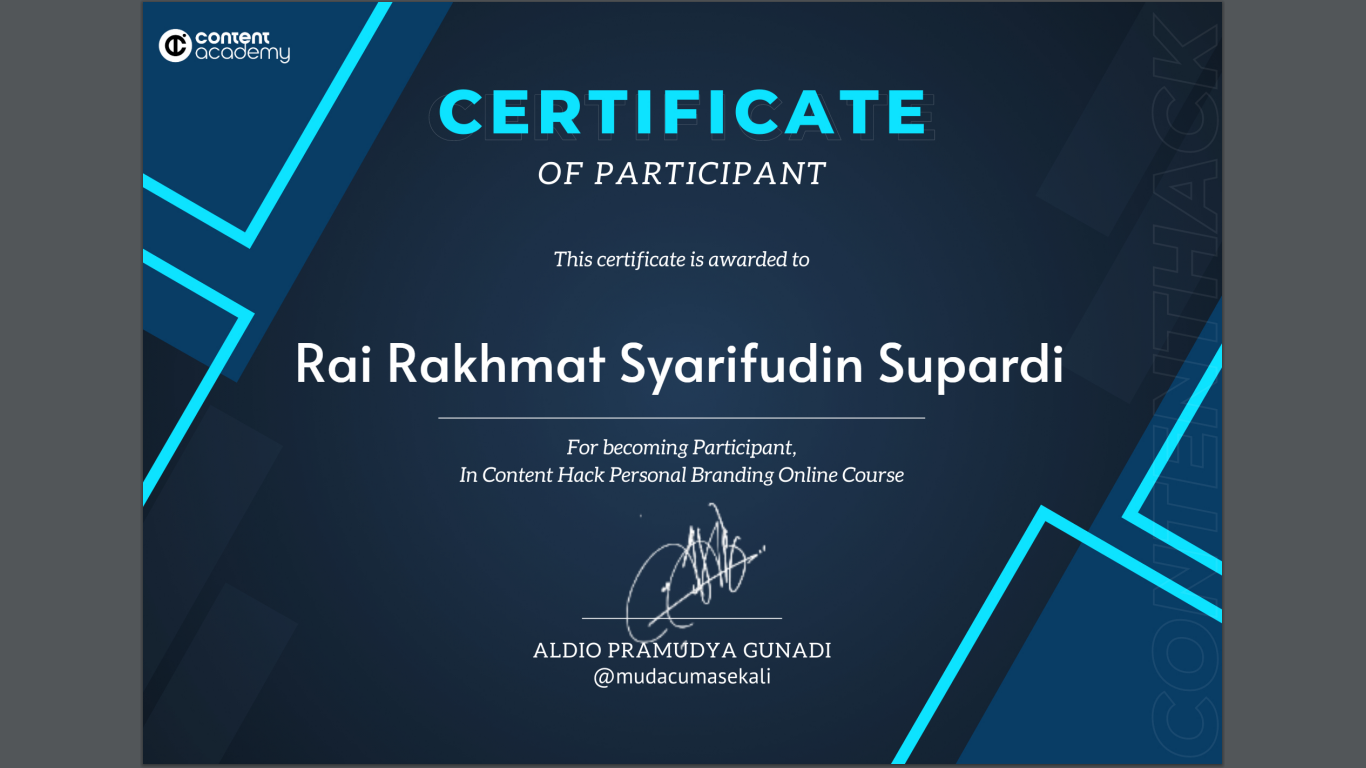 content
academy
CERTIFICATE
OF PARTICIPANT
This certificate is awarded to
Rai Rakhmat Syarifudin Supardi
For becoming Participant,
In Content Hack Personal Branding Online Course
ALDIO PRAMUDYA GUNADI
@mudacumasekali
CONTENTHACK